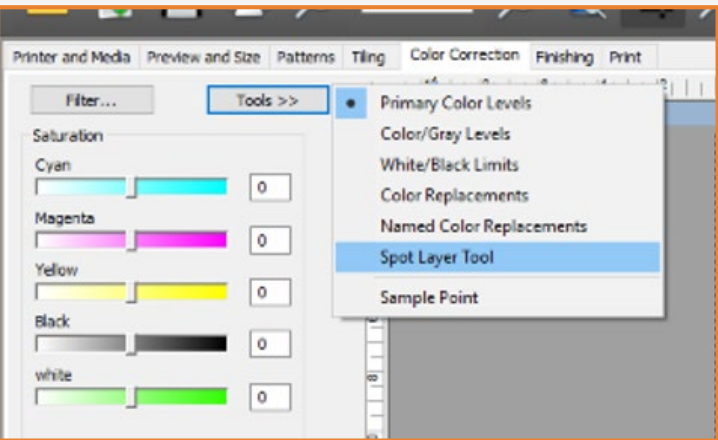 Printer and Media Preview and Size Patterns Tiling Color Correction Finishing Print
Filter... Tools >>
Primary Color Levels
Color/Gray Levels
White/Black Limits
Color Replacements
Named Color Replacements
Spot Layer Tool
Sample Point
Saturation
Cyan
0
Magenta
0
Yellow
0
Black
0
white
0
8